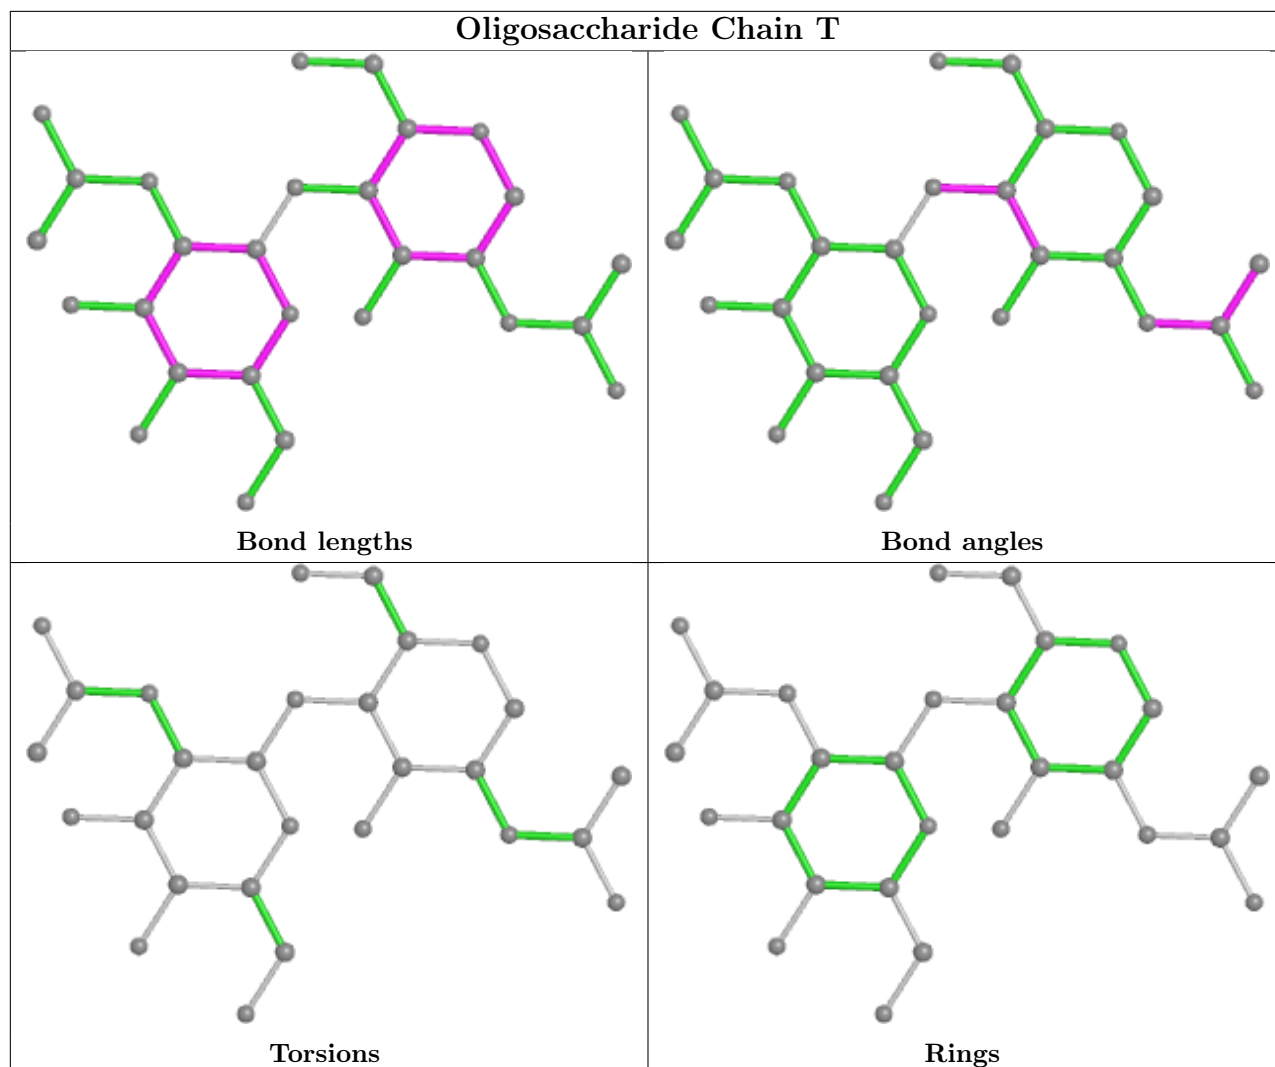 Oligosaccharide Chain T
Bond lengths
Bond angles
Torsions
Rings